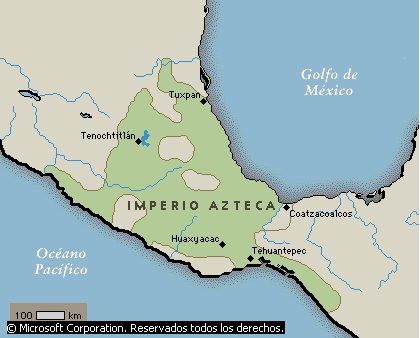 Golfo de
México
Tuxpan
Tenochtitlán
IMPERIO AZTECA
Coatzacoalcos
Huaxyacac
Tehuantepec
Océano
Pacífico
100 km
© Microsoft Corporation. Reservados todos los derechos.